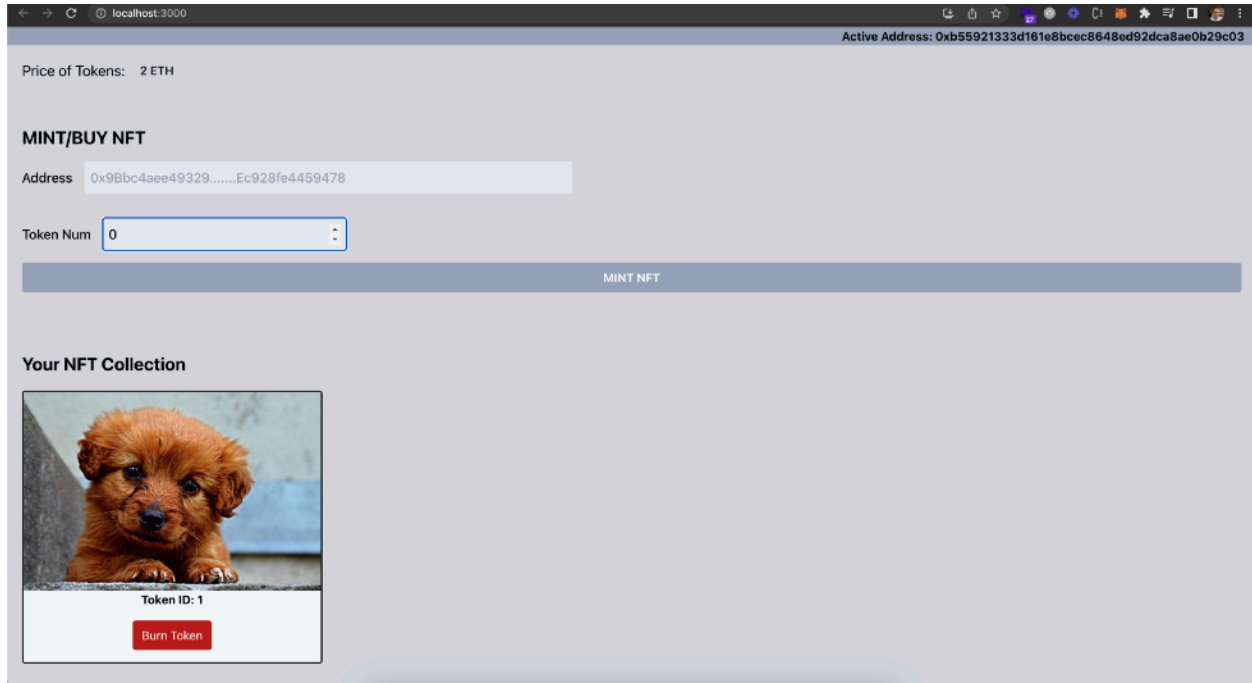 localhost:3000
27
Active Address: 0xb55921333d161e8bcec8648ed92dca8ae0b29c03
Price of Tokens: 2 ETH
MINT/BUY NFT
Address 0x9Bbc4aee49329.......Ec928fe4459478
Token Num 0
MINT NFT
Your NFT Collection
Token ID: 1
Burn Token